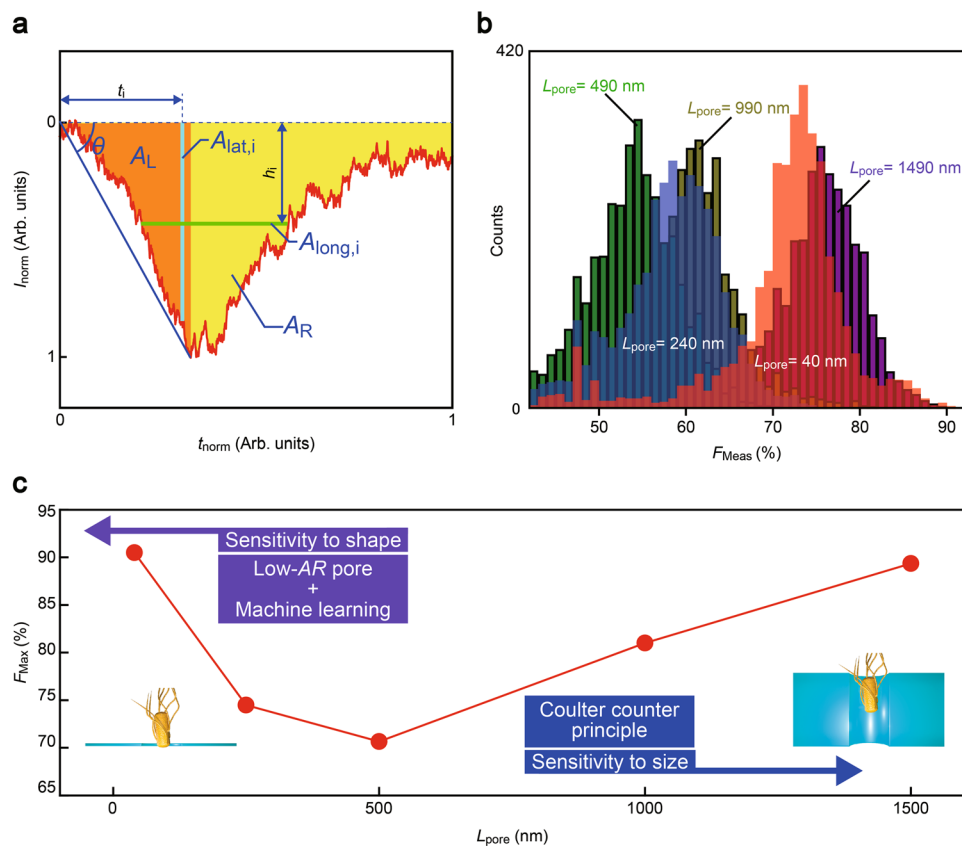 a
t_i
0
θ
A_L
A_lat,i
h_i
A_long,i
A_R
1
I_norm (Arb. units)
0
1
t_norm (Arb. units)
b
420
L_pore= 490 nm
L_pore= 990 nm
L_pore= 1490 nm
Counts
L_pore= 240 nm
L_pore= 40 nm
0
50
60
70
80
90
F_Meas (%)
c
95
90
85
80
75
70
65
F_Max (%)
Sensitivity to shape
Low-AR pore
+
Machine learning
Coulter counter
principle
Sensitivity to size
0
500
1000
1500
L_pore (nm)